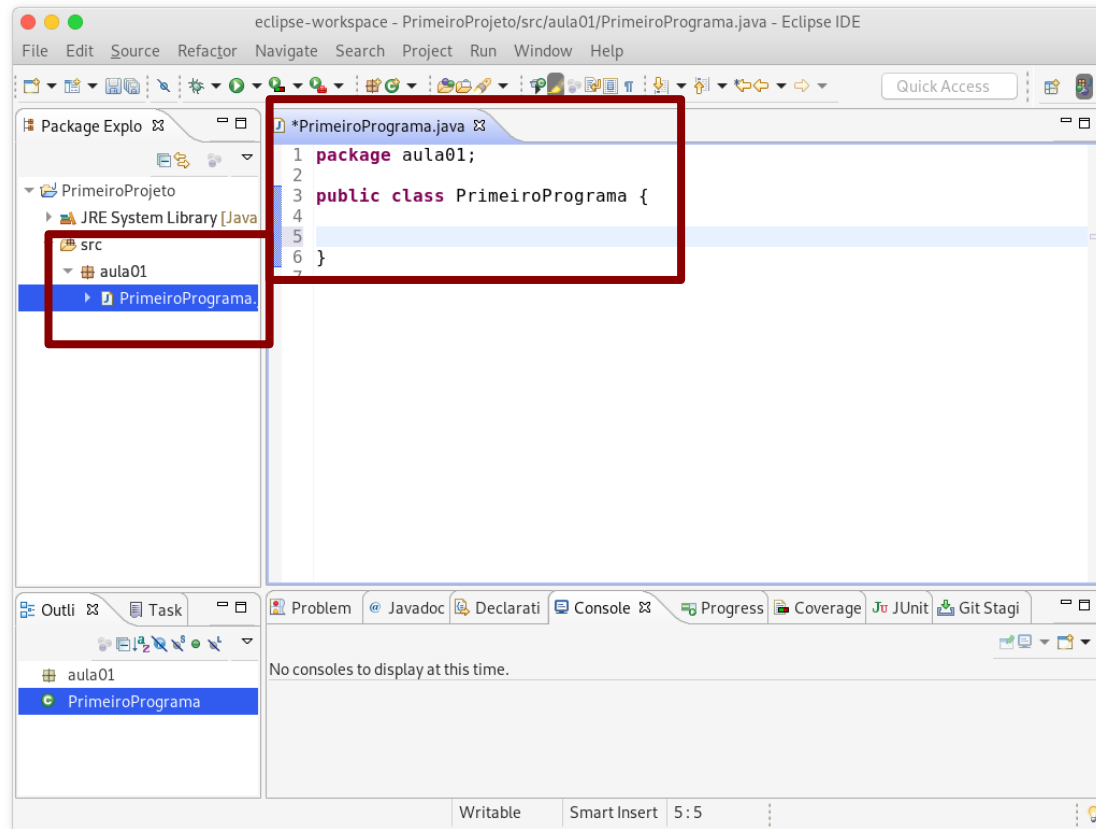 eclipse-workspace - PrimeiroProjeto/src/aula01/PrimeiroPrograma.java - Eclipse IDE
File Edit Source Refactor Navigate Search Project Run Window Help
Quick Access
Package Explo
PrimeiroProjeto
JRE System Library [Java
src
aula01
PrimeiroPrograma.
*PrimeiroPrograma.java
1 package aula01;
2
3 public class PrimeiroPrograma {
4
5
6 }
7
Outli Task
aula01
PrimeiroPrograma
Problem Javadoc Declarati Console Progress Coverage JUnit Git Stagi
No consoles to display at this time.
Writable Smart Insert 5:5